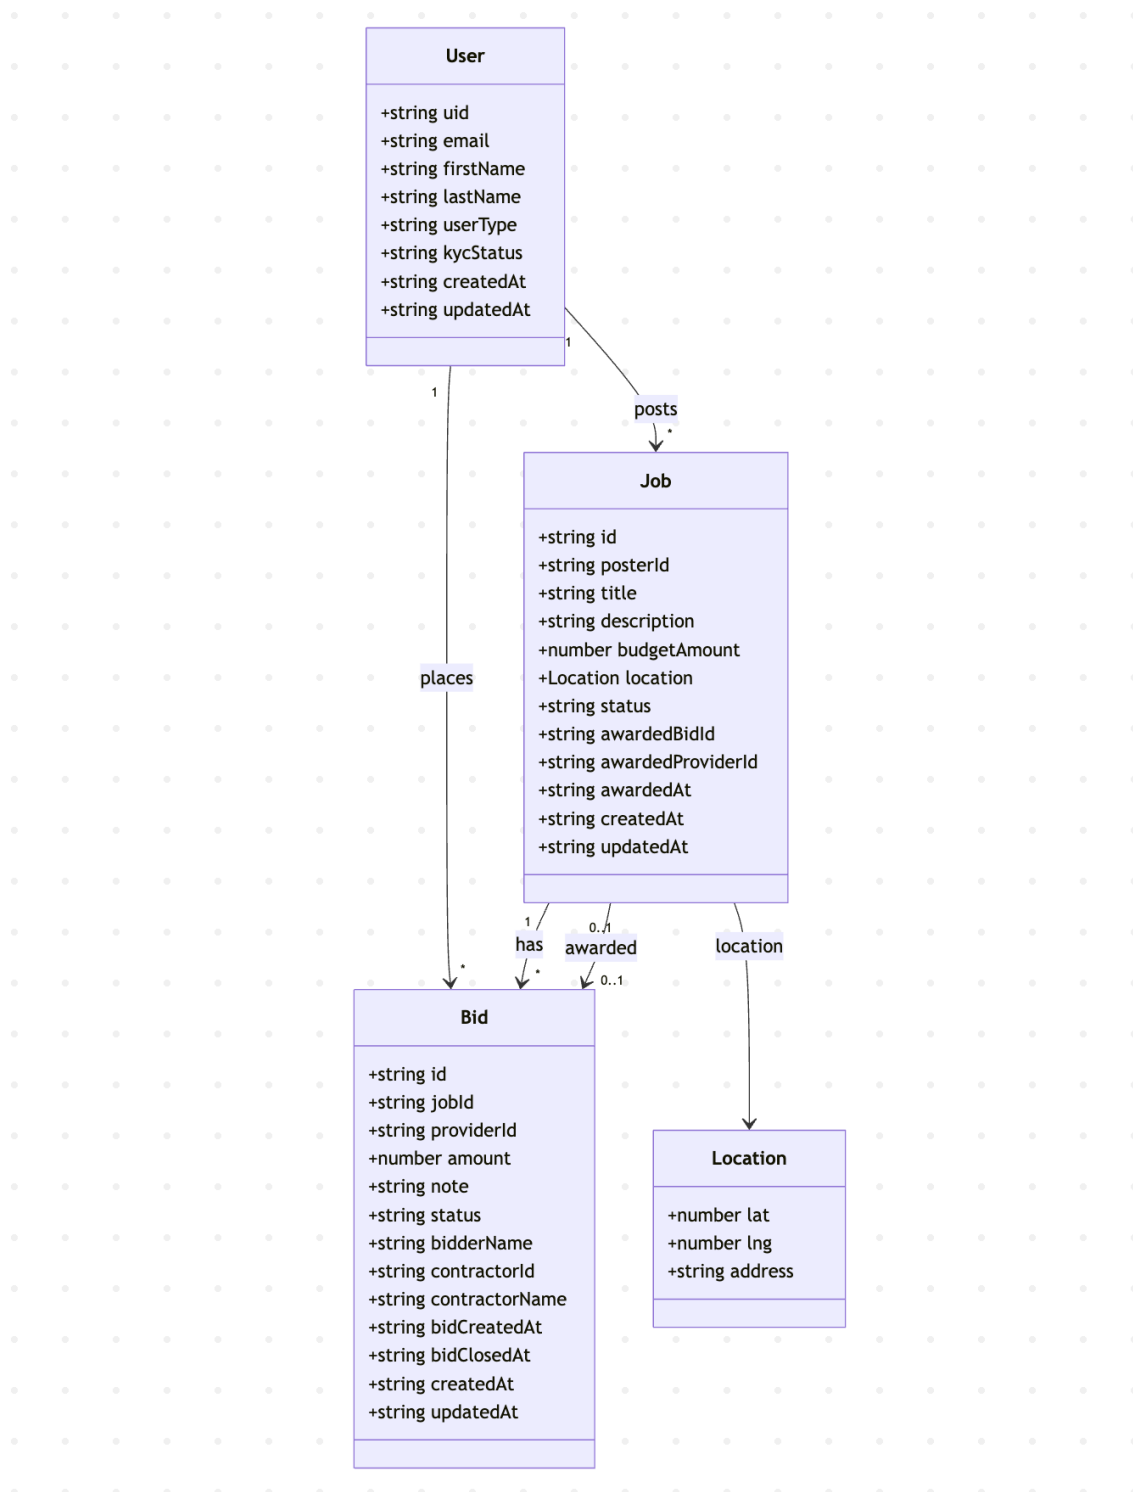 User
+string uid
+string email
+string firstName
+string lastName
+string userType
+string kycStatus
+string createdAt
+string updatedAt
1
1
posts
*
Job
+string id
+string posterId
+string title
+string description
+number budgetAmount
+Location location
+string status
+string awardedBidId
+string awardedProviderId
+string awardedAt
+string createdAt
+string updatedAt
places
1
has
*
0..1
awarded
0..1
location
*
Bid
+string id
+string jobId
+string providerId
+number amount
+string note
+string status
+string bidderName
+string contractorId
+string contractorName
+string bidCreatedAt
+string bidClosedAt
+string createdAt
+string updatedAt
Location
+number lat
+number lng
+string address